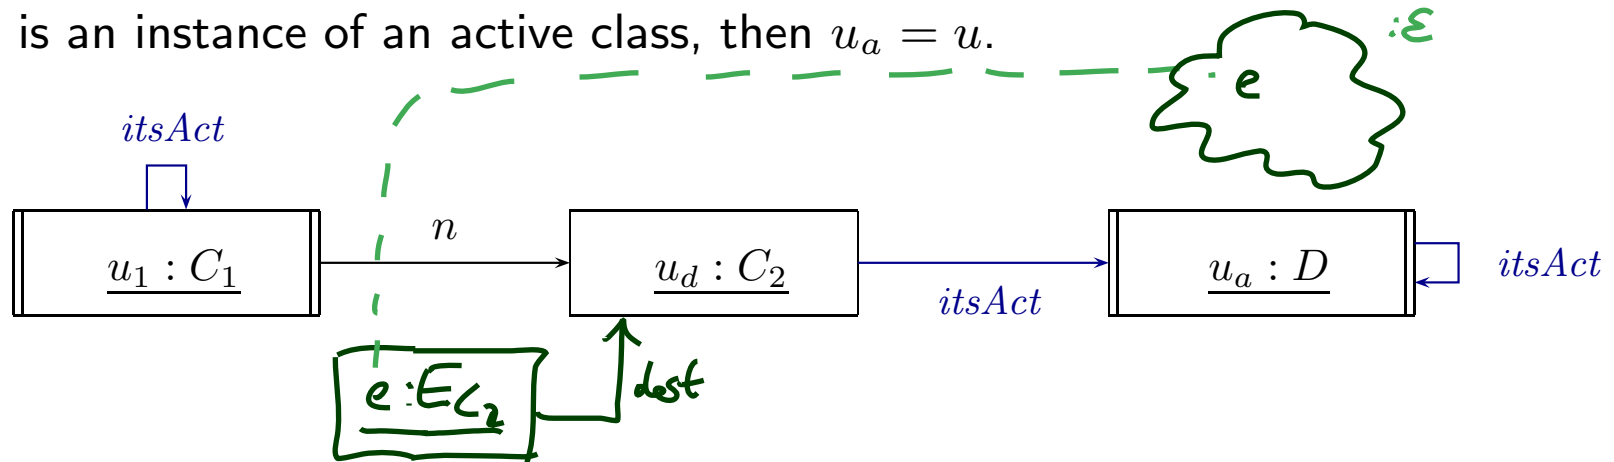 is an instance of an active class, then $u_a = u$.
:ε
e
itsAct
n
$u_1 : C_1$
$u_d : C_2$
$u_a : D$
itsAct
itsAct
dest
$e : E_{C_2}$